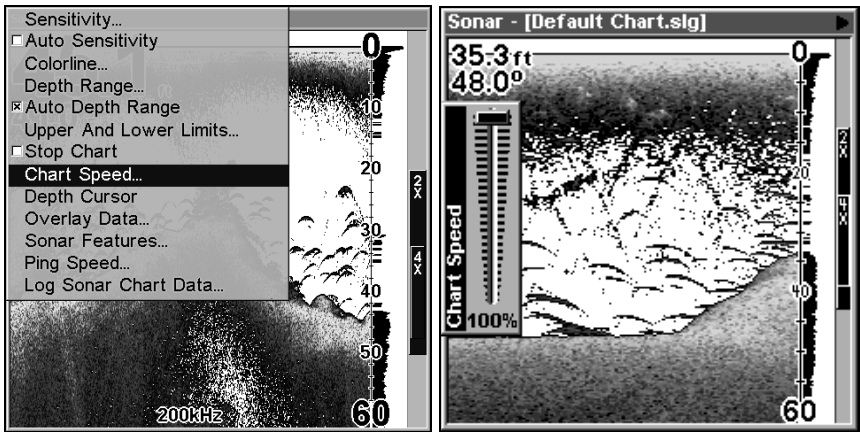 Sensitivity...
Auto Sensitivity
Colorline...
Depth Range...
Auto Depth Range
Upper And Lower Limits...
Stop Chart
Chart Speed...
Depth Cursor
Overlay Data...
Sonar Features...
Ping Speed...
Log Sonar Chart Data...
0
10
20
30
40
50
60
2X
4X
200kHz
Sonar - [Default Chart.slg]
35.3ft
48.0º
Chart Speed
100%
0
20
40
60
2X
4X